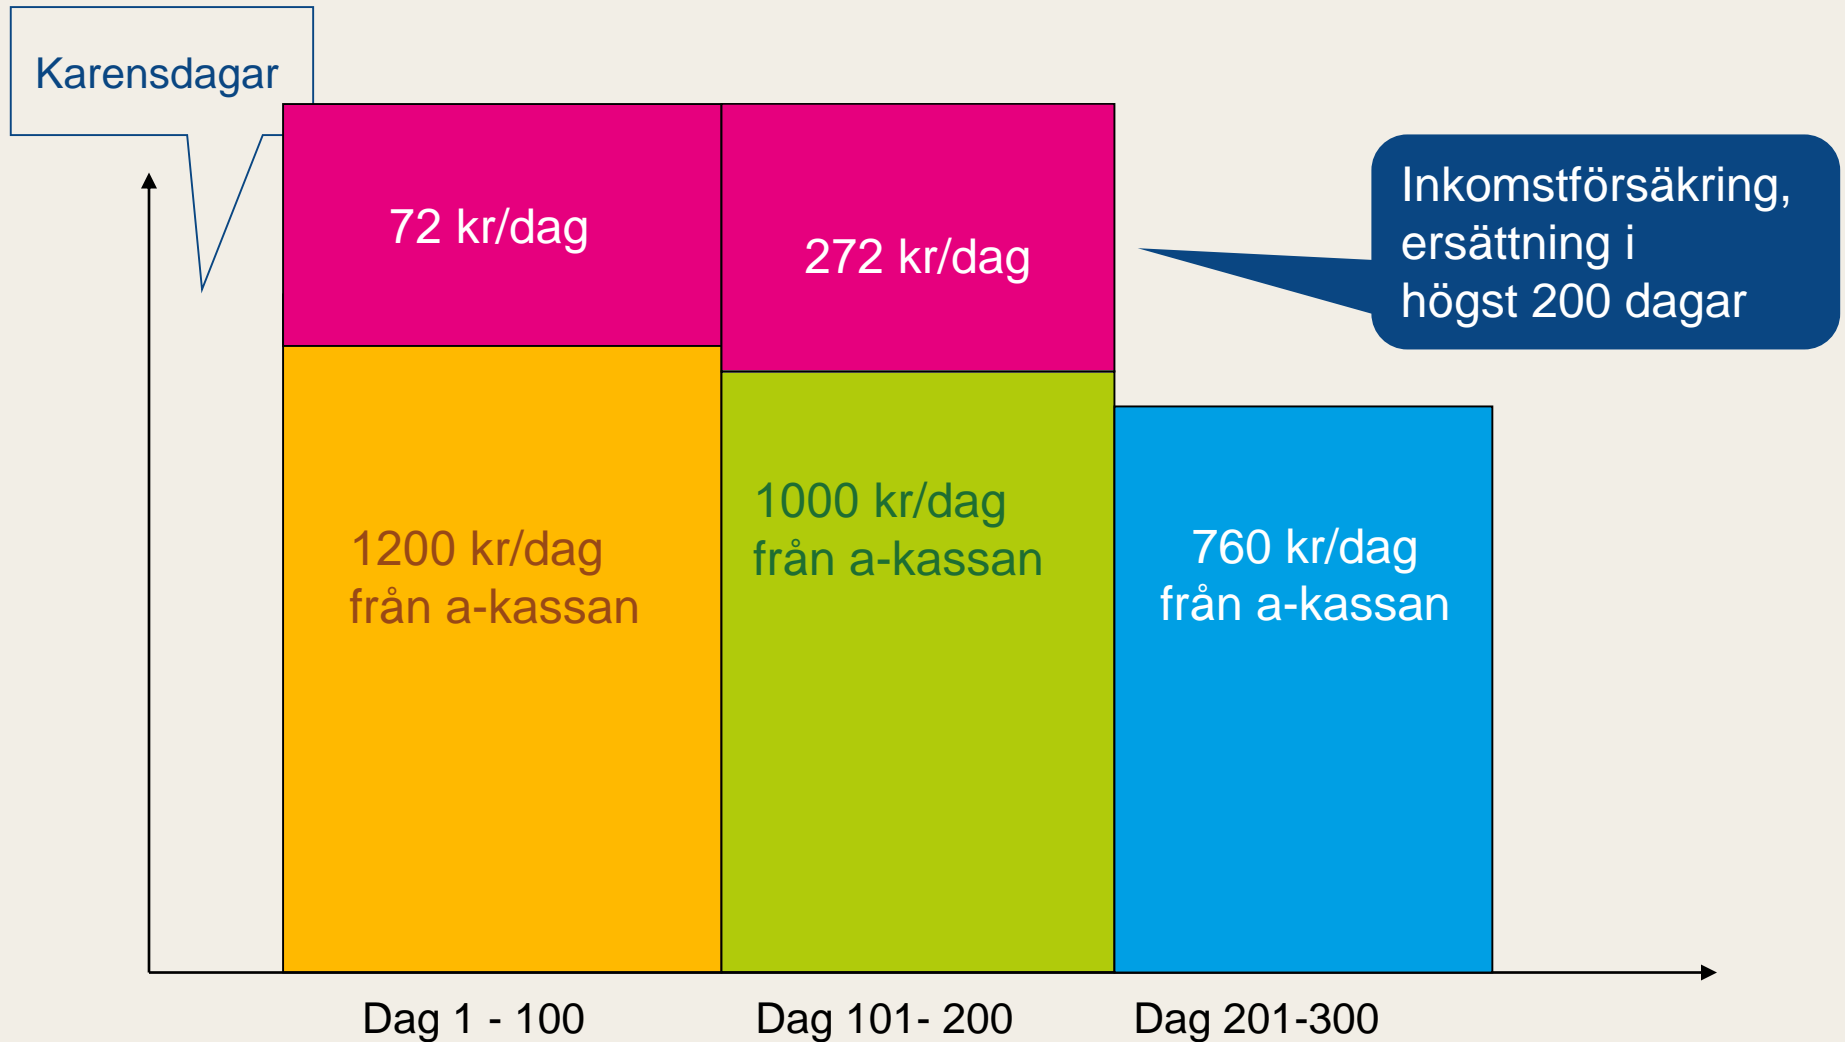 Karensdagar
72 kr/dag
272 kr/dag
Inkomstförsäkring,
ersättning i
högst 200 dagar
1200 kr/dag
från a-kassan
1000 kr/dag
från a-kassan
760 kr/dag
från a-kassan
Dag 1 - 100
Dag 101- 200
Dag 201-300